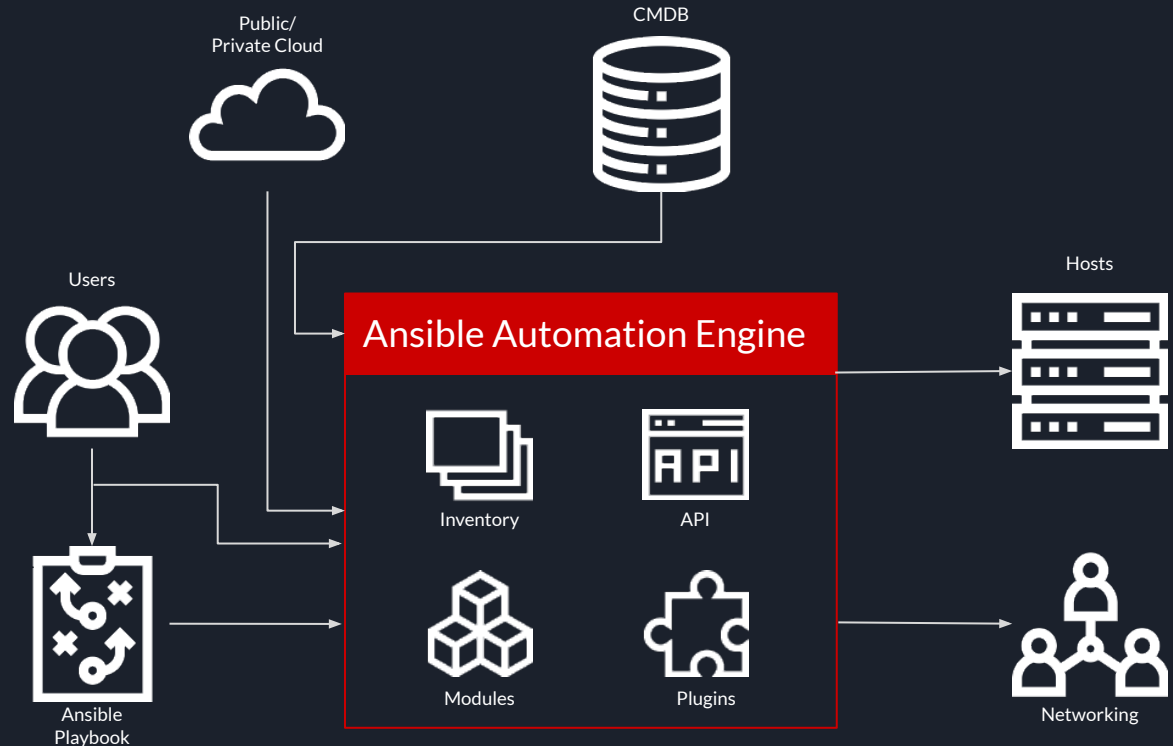 Public/
Private Cloud
CMDB
Users
Hosts
Ansible Automation Engine
API
Inventory
API
Modules
Plugins
Ansible
Playbook
Networking